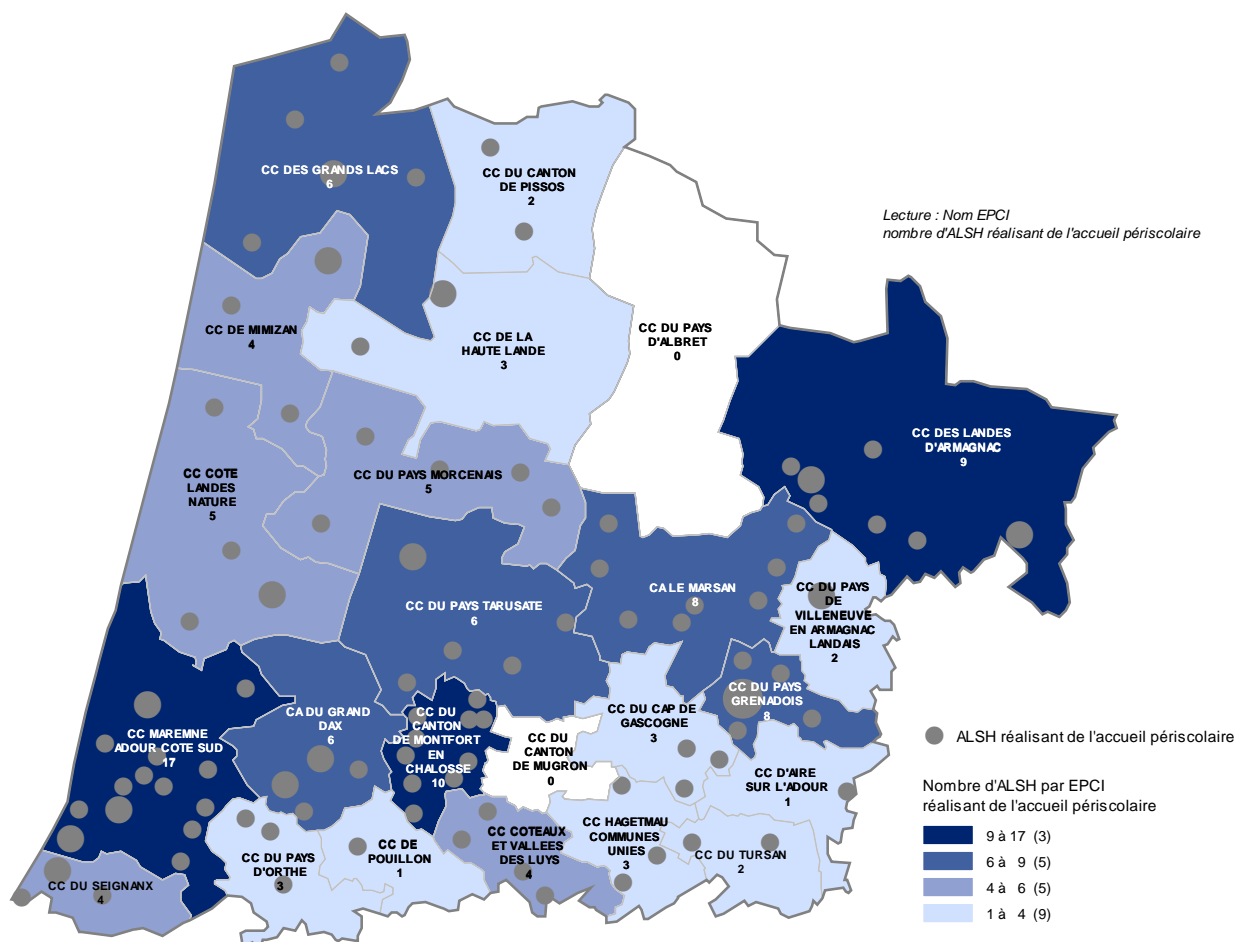 CC DES GRANDS LACS
6
CC DU CANTON
DE PISSOS
2
Lecture : Nom EPCI
nombre d'ALSH réalisant de l'accueil périscolaire
CC DE MIMIZAN
4
CC DE LA
HAUTE LANDE
3
CC DU PAYS
D'ALBRET
0
CC DES LANDES
D'ARMAGNAC
9
CC COTE
LANDES
NATURE
5
CC DU PAYS MORCENAIS
5
CC DU PAYS TARUSATE
6
CA LE MARSAN
8
CC DU PAYS
DE
VILLENEUVE
EN ARMAGNAC
LANDAIS
2
CC MAREMNE
ADOUR COTE SUD
17
CA DU GRAND
DAX
6
CC DU
CANTON
DE MONTFORT
EN
CHALOSSE
10
CC DU
CANTON
DE MUGRON
0
CC DU CAP DE
GASCOGNE
3
CC DU PAYS
GRENADOIS
8
CC D'AIRE
SUR L'ADOUR
1
CC DU SEIGNANX
4
CC DU PAYS
D'ORTHE
3
CC DE
POUILLON
1
CC COTEAUX
ET VALLEES
DES LUYS
4
CC HAGETMAU
COMMUNES
UNIES
3
CC DU TURSAN
2
ALSH réalisant de l'accueil périscolaire
Nombre d'ALSH par EPCI
réalisant de l'accueil périscolaire
9 à 17 (3)
6 à 9 (5)
4 à 6 (5)
1 à 4 (9)